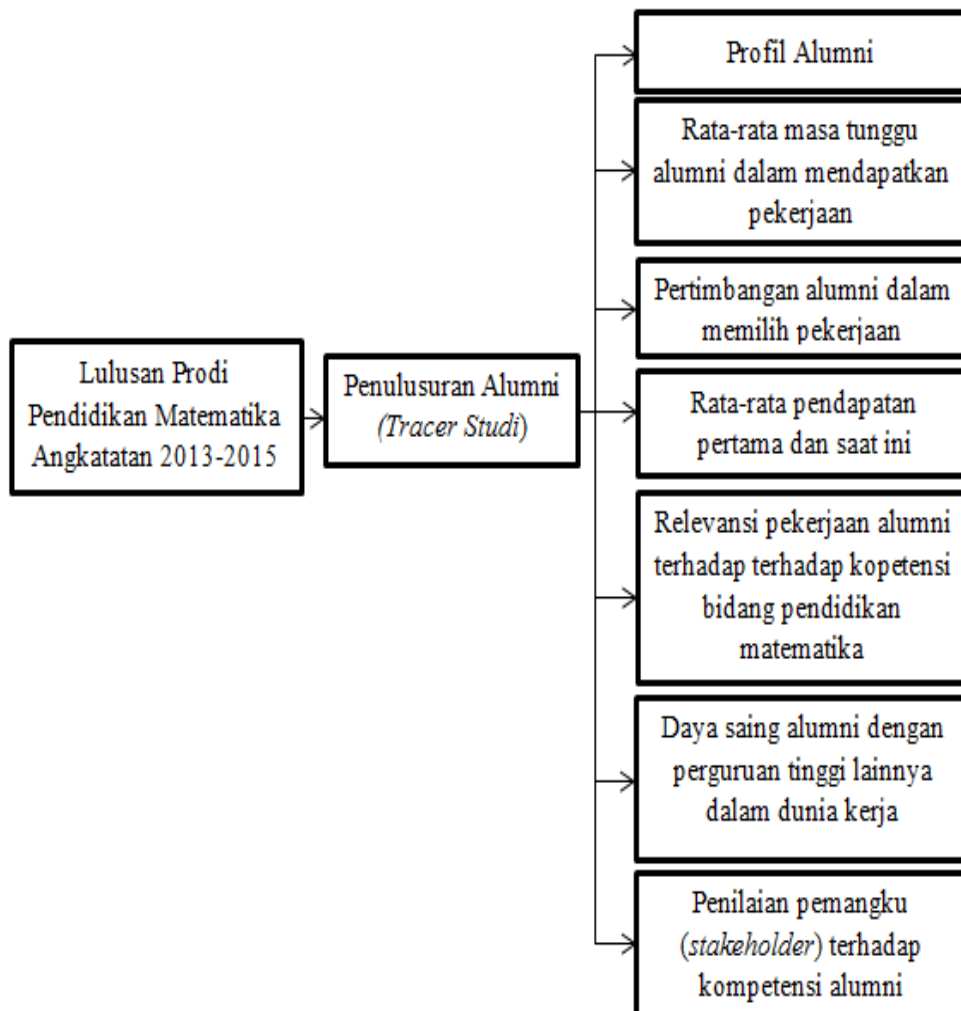 Lulusan Prodi
Pendidikan Matematika
Angkatatan 2013-2015
Penulusuran Alumni
(Tracer Studi)
Profil Alumni
Rata-rata masa tunggu
alumni dalam mendapatkan
pekerjaan
Pertimbangan alumni dalam
memilih pekerjaan
Rata-rata pendapatan
pertama dan saat ini
Relevansi pekerjaan alumni
terhadap terhadap kopetensi
bidang pendidikan
matematika
Daya saing alumni dengan
perguruan tinggi lainnya
dalam dunia kerja
Penilaian pemangku
(stakeholder) terhadap
kompetensi alumni